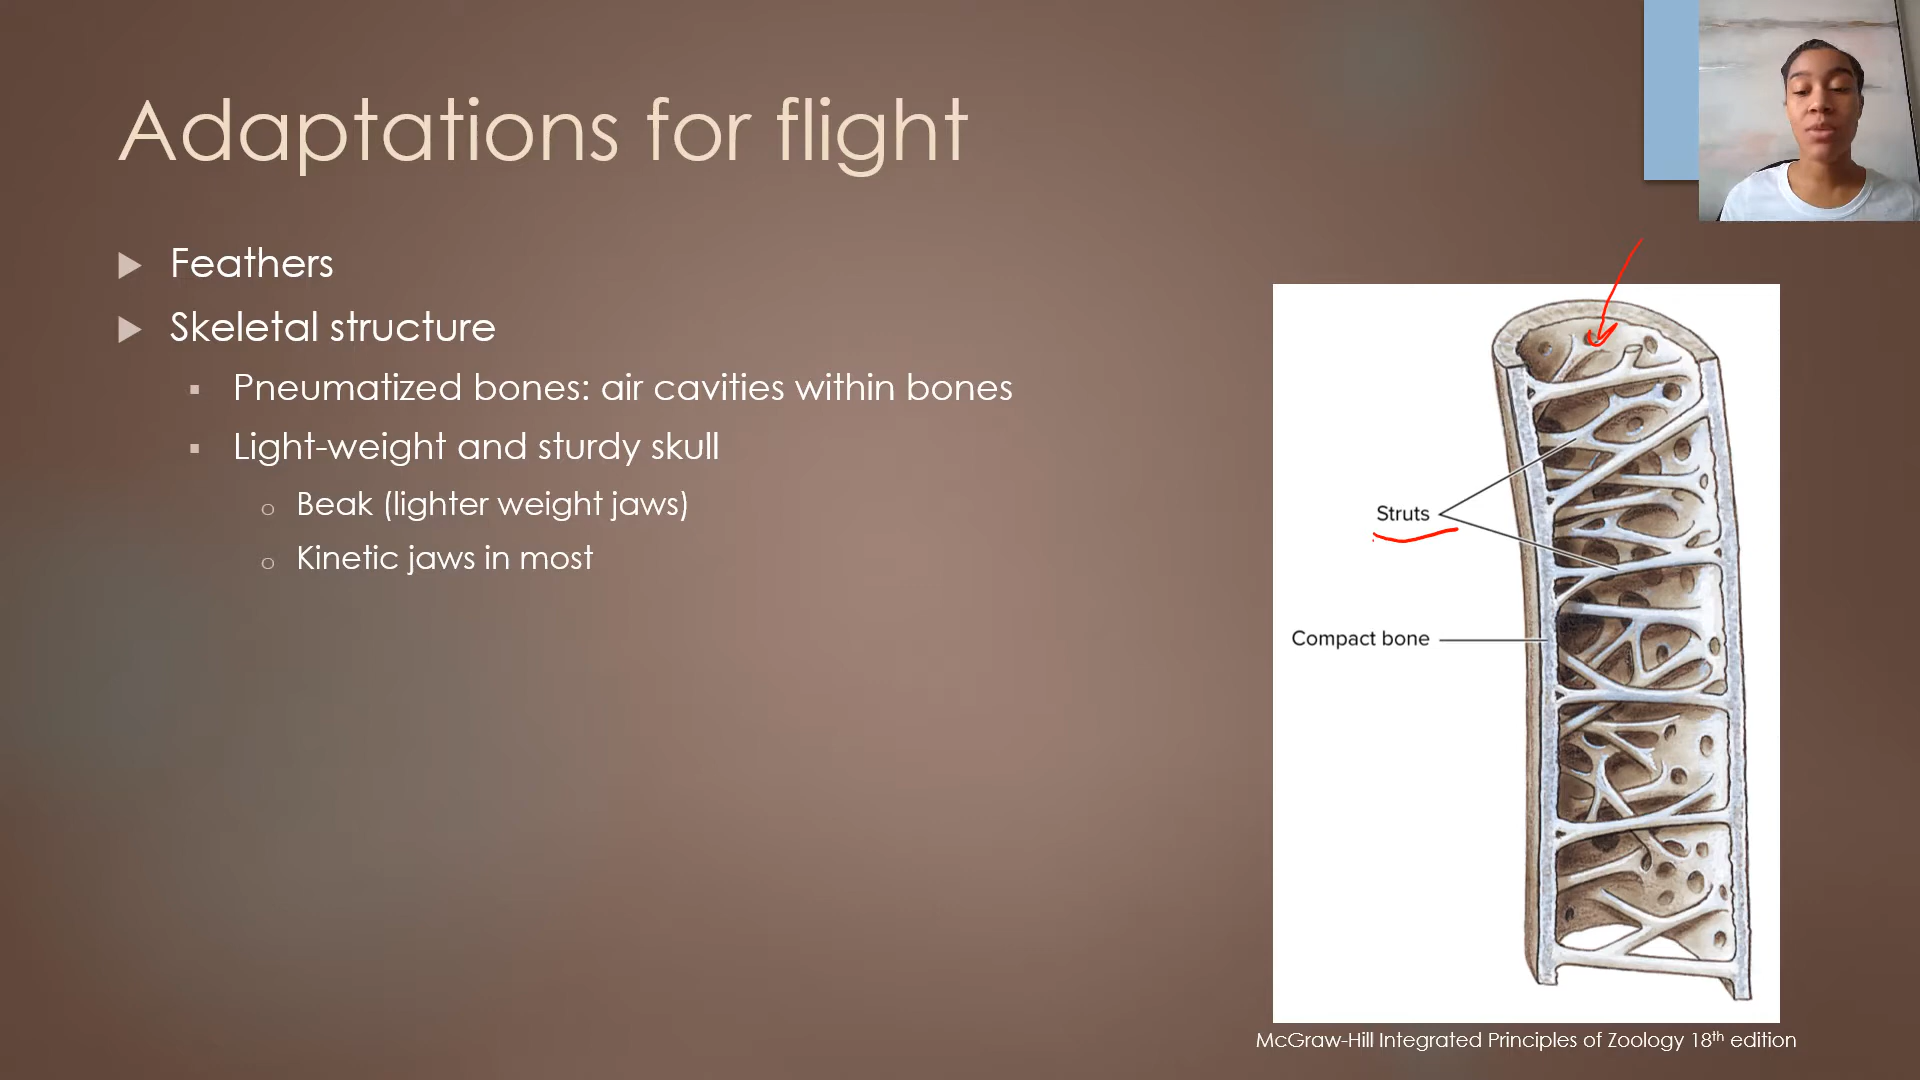 Adaptations for flight
Feathers
Skeletal structure
Pneumatized bones: air cavities within bones
Light-weight and sturdy skull
Beak (lighter weight jaws)
Kinetic jaws in most
Struts
Compact bone
McGraw-Hill Integrated Principles of Zoology 18th edition